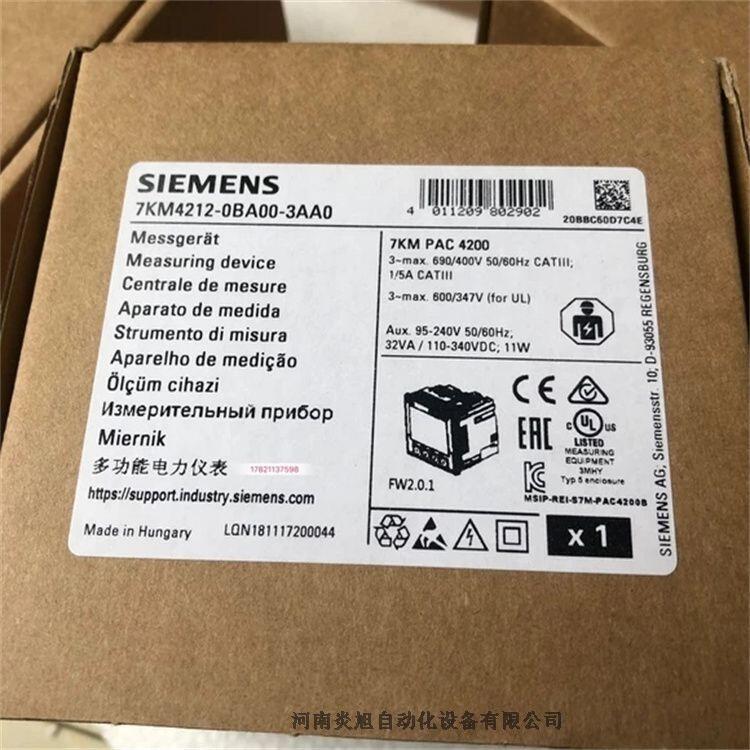 SIEMENS
7KM4212-0BA00-3AA0
4 011209 802902
20BBC60D7C4E
Messgerät
Measuring device
Centrale de mesure
Aparato de medida
Strumento di misura
Aparelho de medição
Ölçüm cihazi
Измерительный прибор
Miernik
多功能电力仪表
17821137598
https://support.industry.siemens.com
Made in Hungary
LQN181117200044
7KM PAC 4200
3~max. 690/400V 50/60Hz CATIII;
1/5A CATIII
3~max. 600/347V (for UL)
Aux. 95-240V 50/60Hz;
32VA / 110-340VDC; 11W
FW2.0.1
CE
EAC
c UL us
LISTED
MEASURING
EQUIPMENT
3MHY
Typ 5 enclosure
MSIP-REI-S7M-PAC4200B
x 1
SIEMENS AG, Siemensstr. 10; D-93055 REGENSBURG
河南炎旭自动化设备有限公司